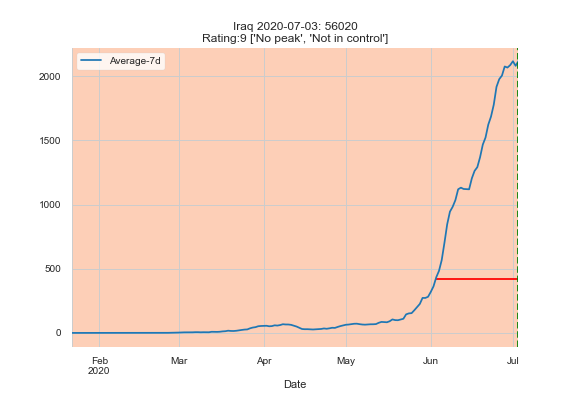 Iraq 2020-07-03: 56020
Rating:9 ['No peak', 'Not in control']
Average-7d
2000
1500
1000
500
0
Feb
2020
Mar
Apr
May
Jun
Jul
Date